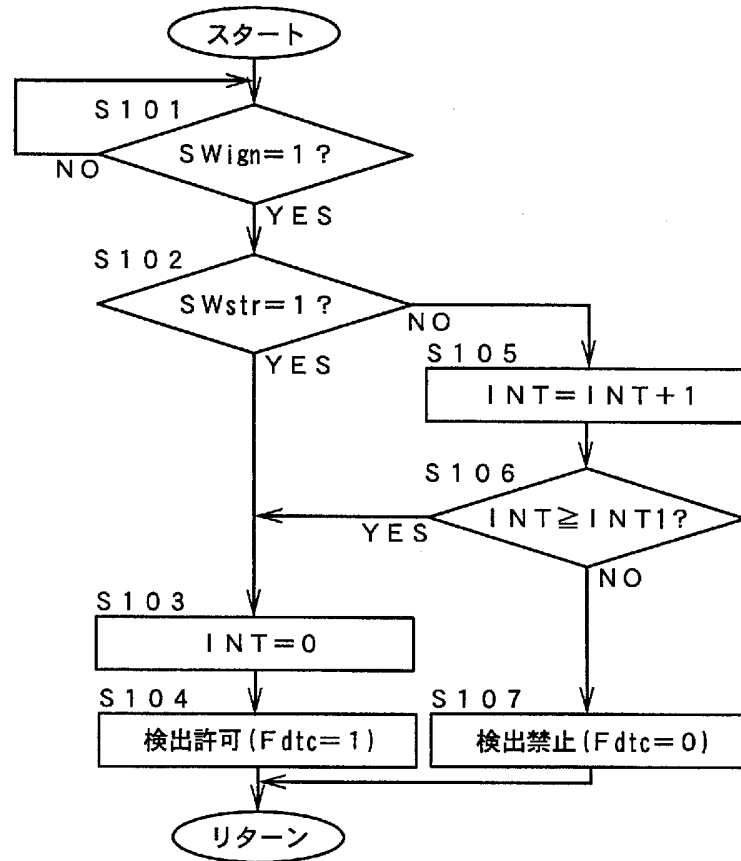 スタート
S101
SWign=1?
NO
YES
S102
SWstr=1?
NO
YES
S105
INT=INT+1
S106
INT≧INT1?
YES
NO
S103
INT=0
S104
検出許可(Fdtc=1)
S107
検出禁止(Fdtc=0)
リターン